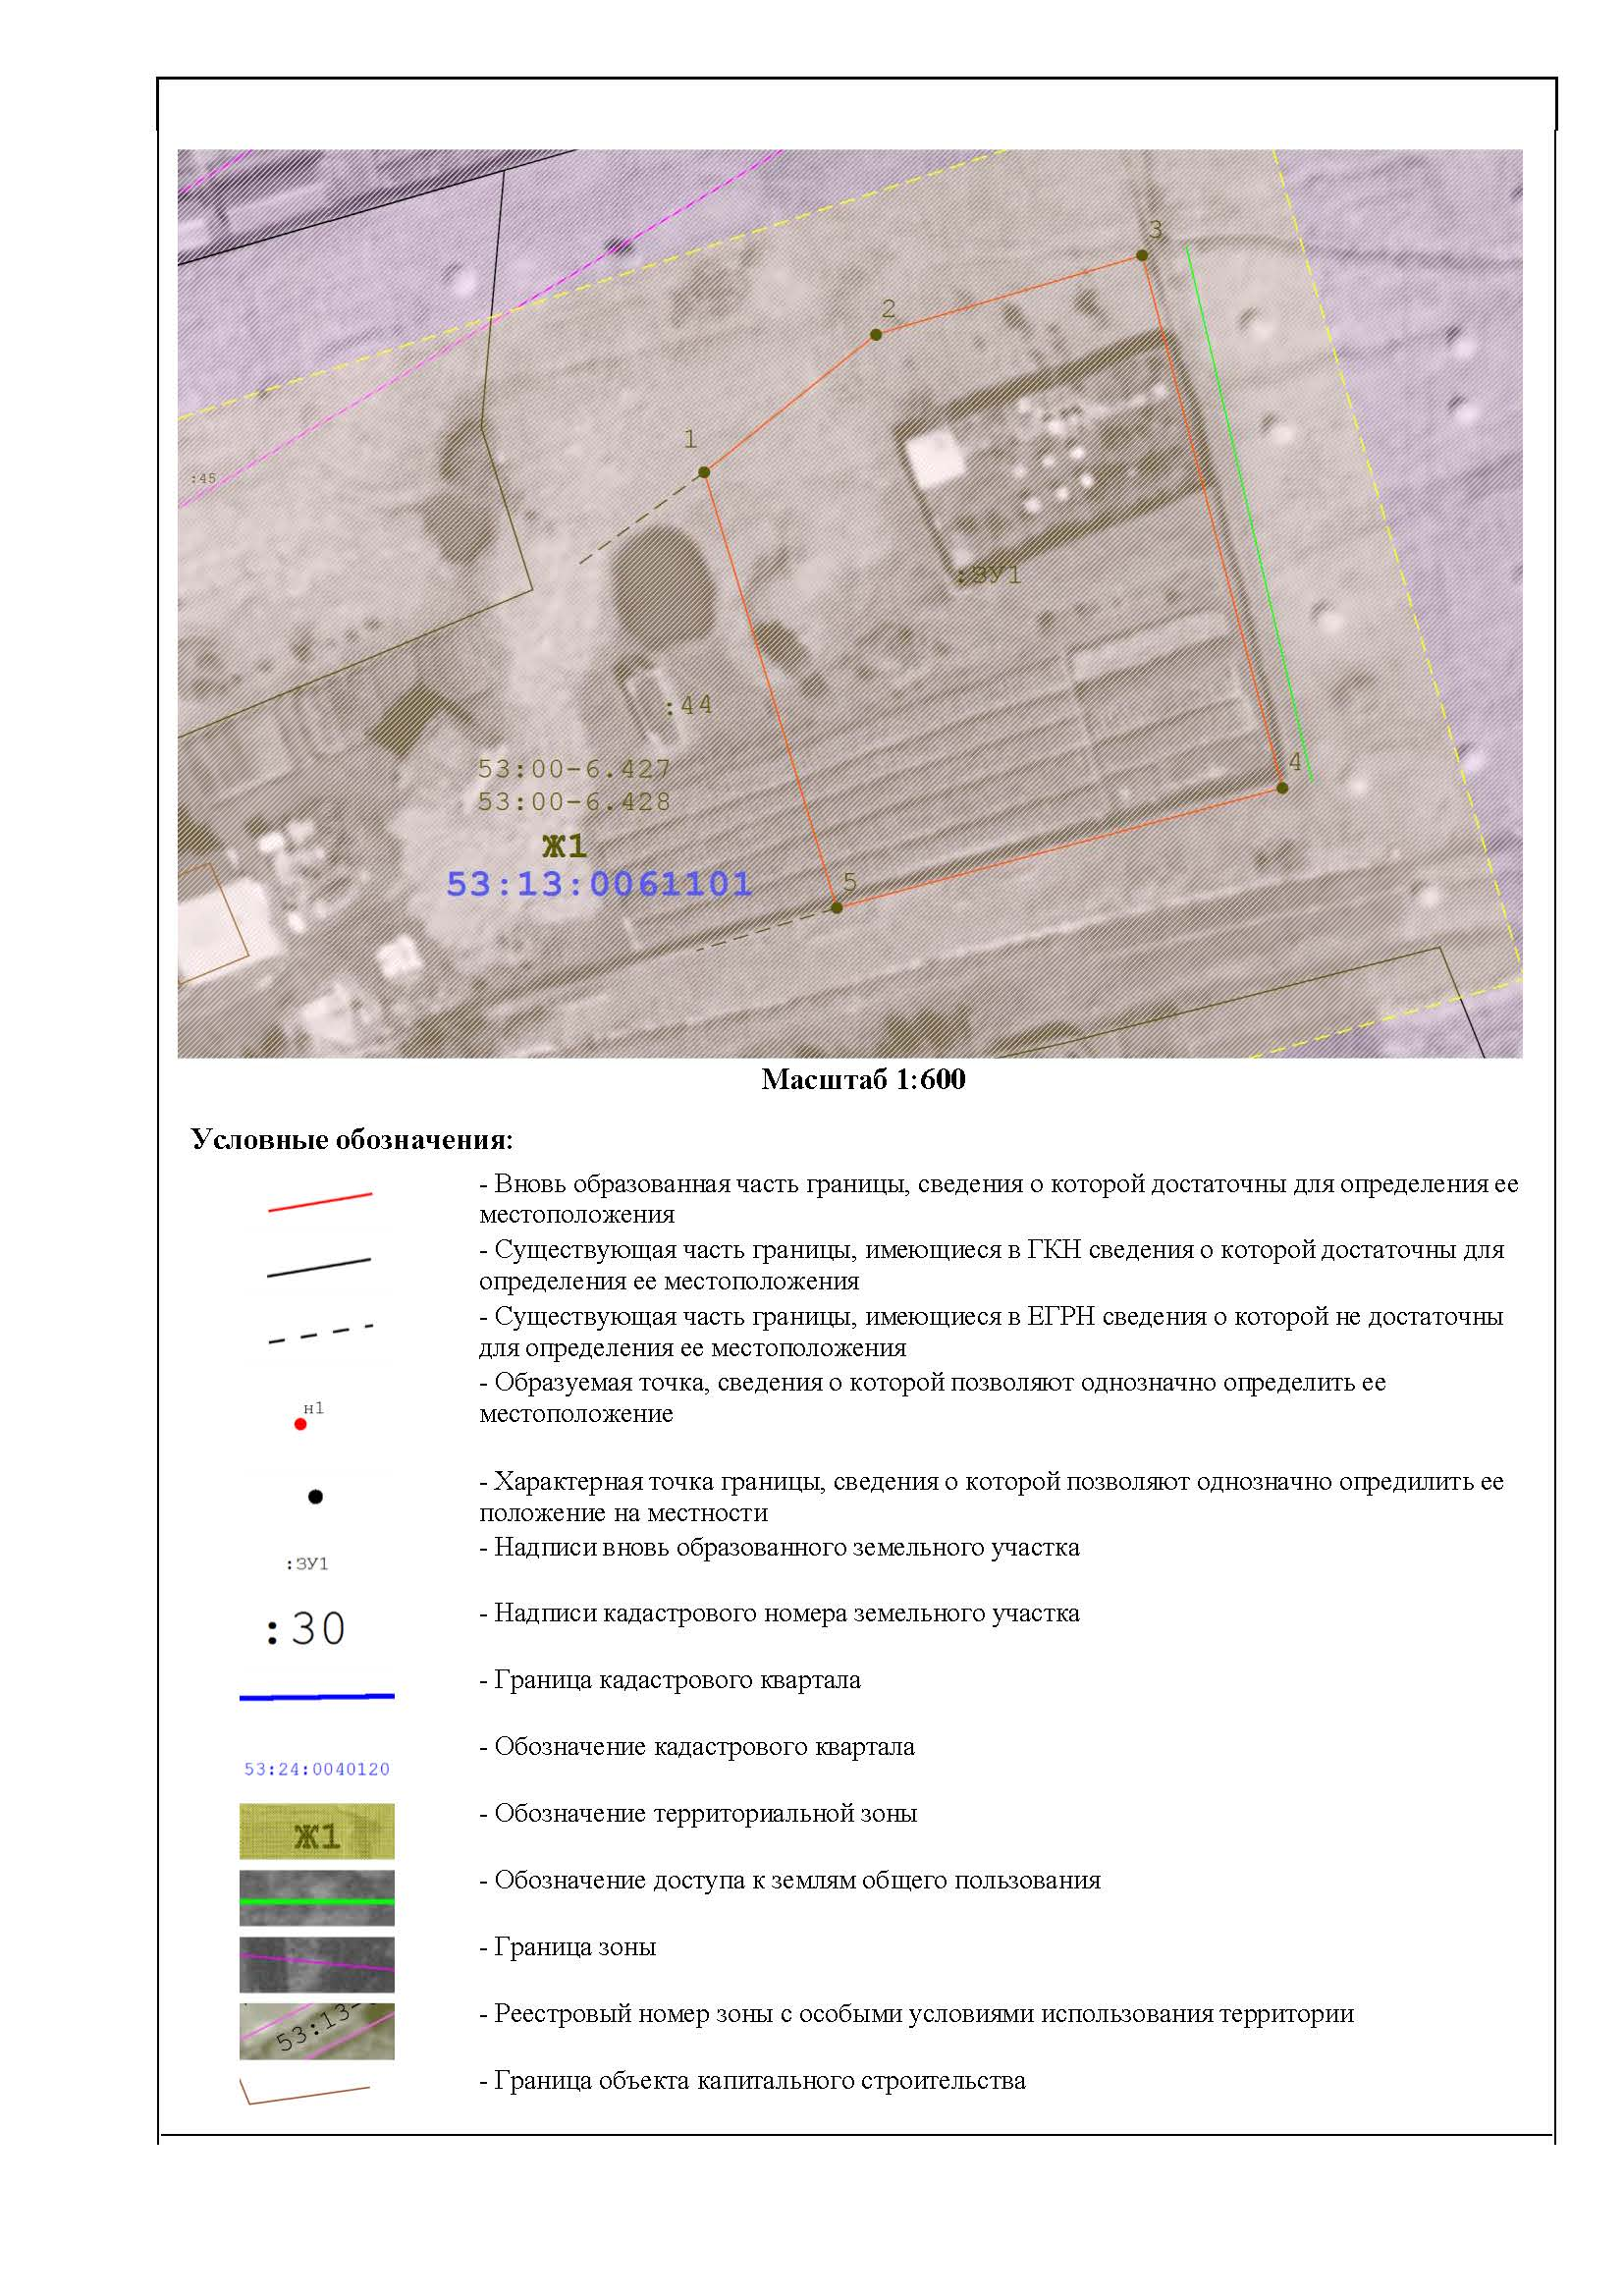 3
2
1
:45
:ЗУ1
:44
4
53:00-6.427
53:00-6.428
Ж1
53:13:0061101
5
Масштаб 1:600
Условные обозначения:
- Вновь образованная часть границы, сведения о которой достаточны для определения ее
местоположения
- Существующая часть границы, имеющиеся в ГКН сведения о которой достаточны для
определения ее местоположения
- Существующая часть границы, имеющиеся в ЕГРН сведения о которой не достаточны
для определения ее местоположения
- Образуемая точка, сведения о которой позволяют однозначно определить ее
местоположение
н1
- Характерная точка границы, сведения о которой позволяют однозначно опредилить ее
положение на местности
- Надписи вновь образованного земельного участка
:ЗУ1
- Надписи кадастрового номера земельного участка
:30
- Граница кадастрового квартала
- Обозначение кадастрового квартала
53:24:0040120
- Обозначение территориальной зоны
Ж1
- Обозначение доступа к землям общего пользования
- Граница зоны
- Реестровый номер зоны с особыми условиями использования территории
53:13-
- Граница объекта капитального строительства